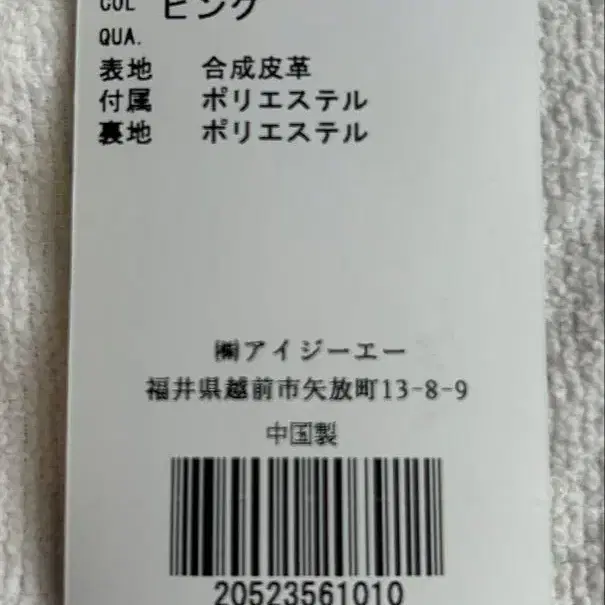 COL ピンク
QUA.
表地 合成皮革
付属 ポリエステル
裏地 ポリエステル
㈱アイジーエー
福井県越前市矢放町13-8-9
中国製
20523561010